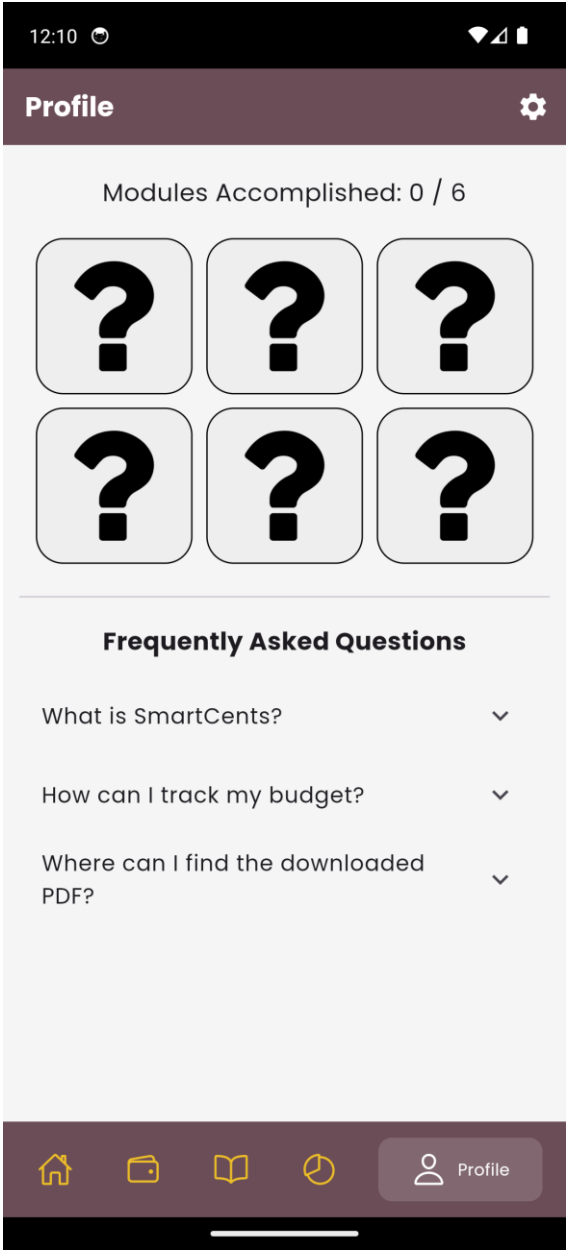 12:10
Profile
Modules Accomplished: 0 / 6
?
?
?
?
?
?
Frequently Asked Questions
What is SmartCents?
How can I track my budget?
Where can I find the downloaded
PDF?
Profile